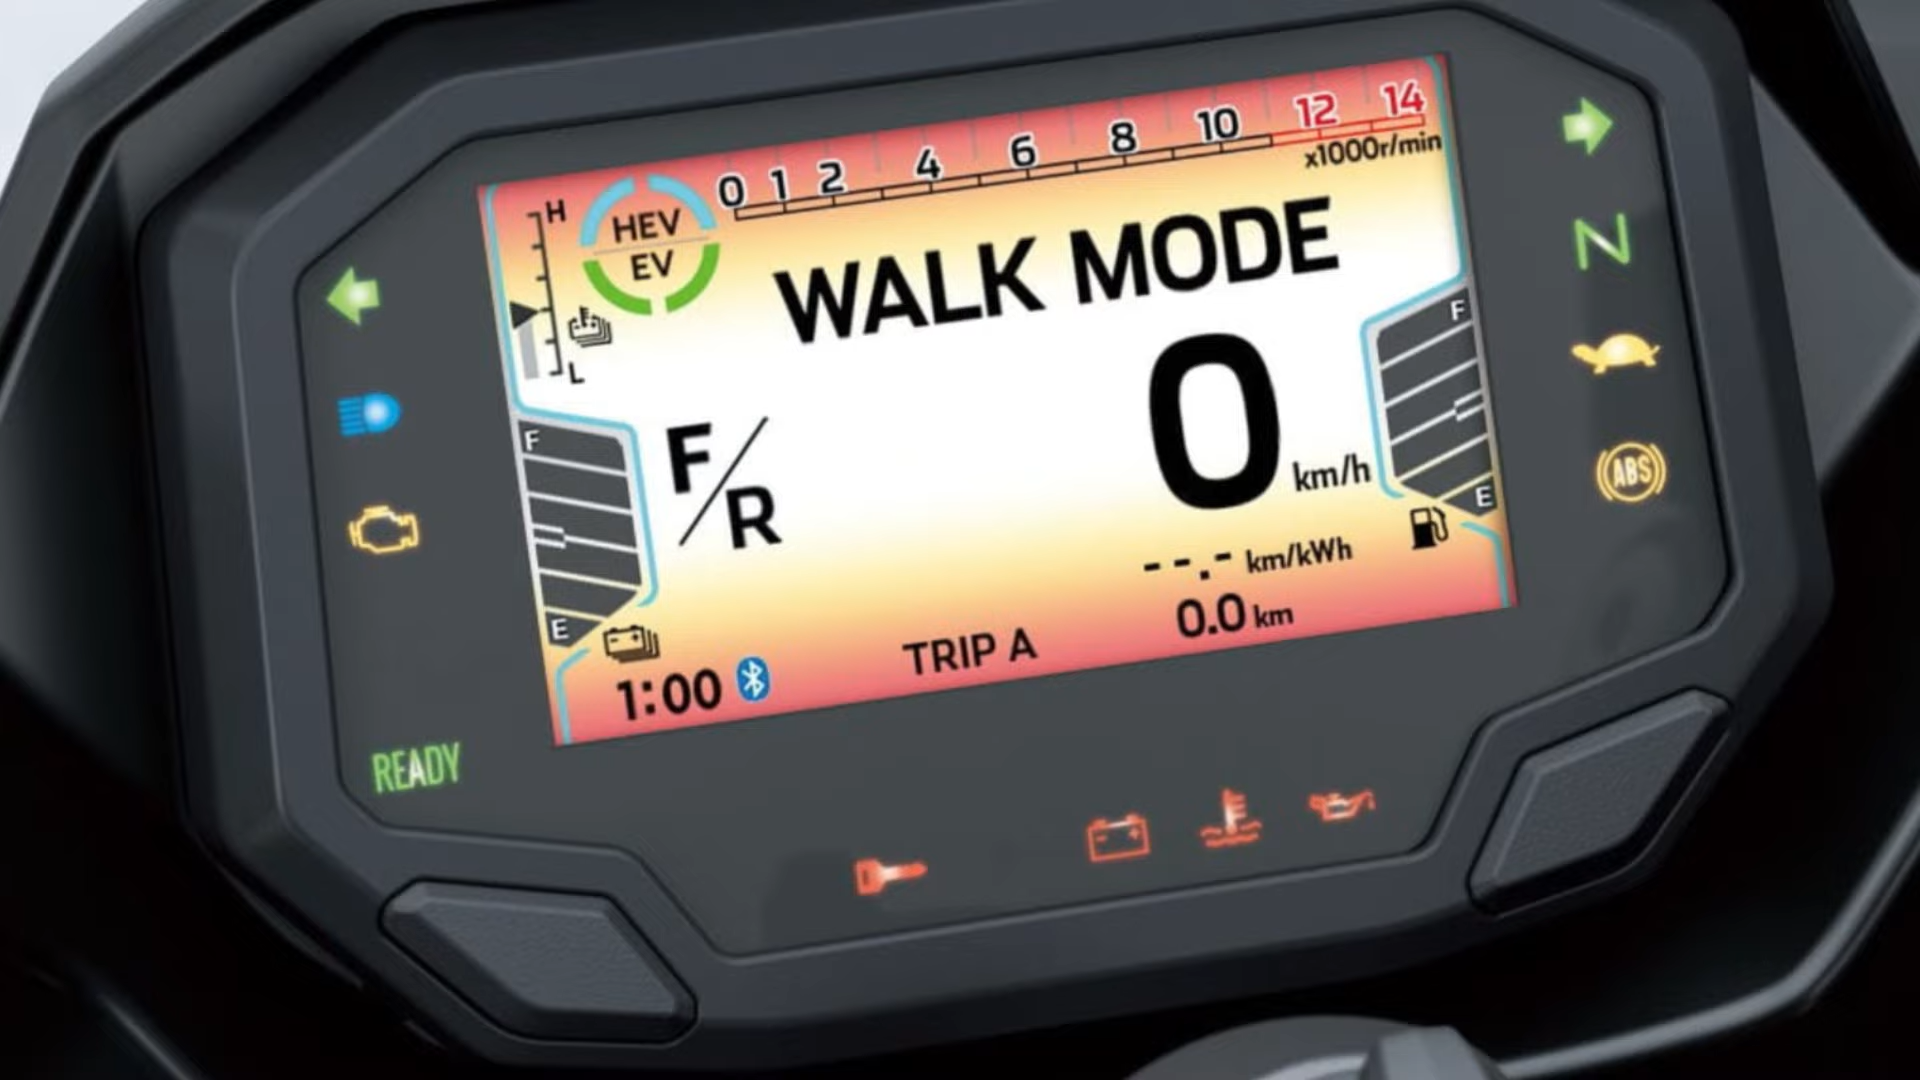 0 1 2 4 6 8 10 12 14
x1000r/min
H
HEV
EV
L
WALK MODE
F
F
F/R
0 km/h
E
E
--.- km/kWh
0.0 km
TRIP A
1:00
N
ABS
READY